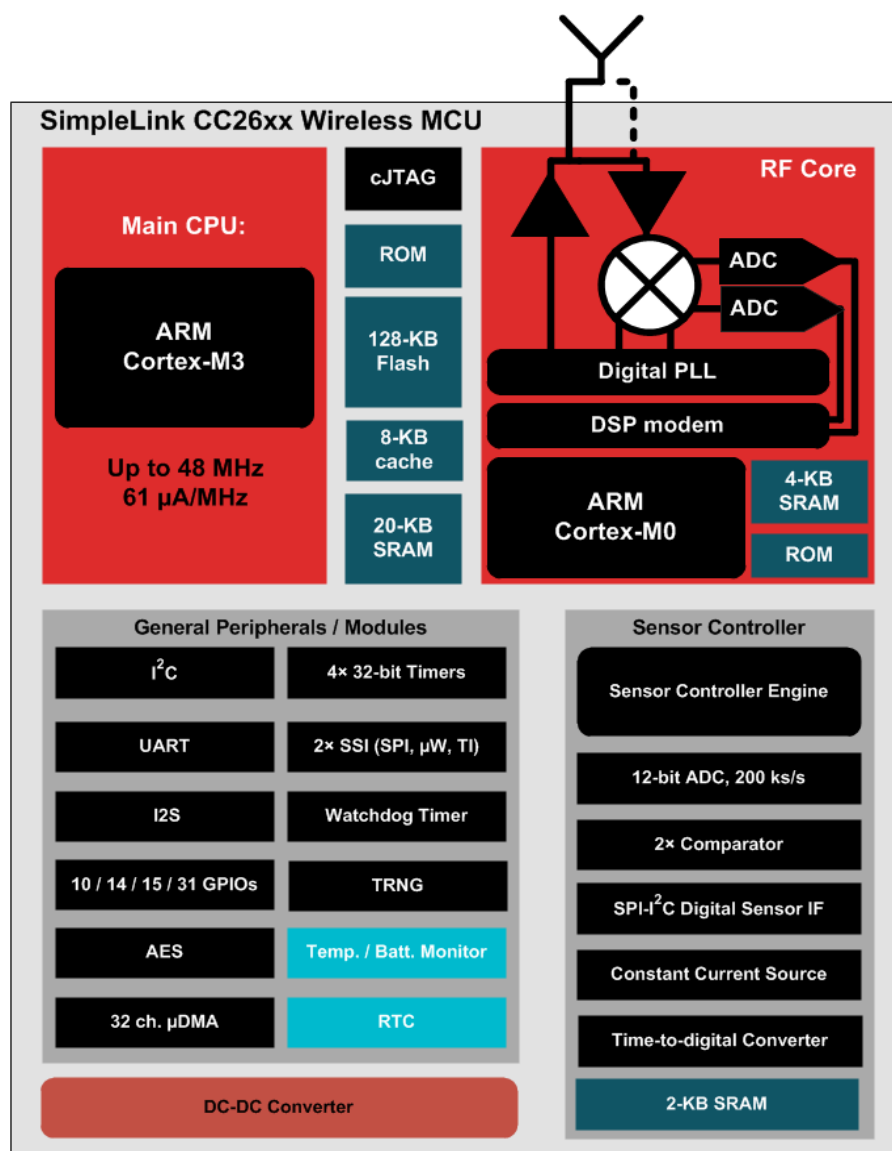 SimpleLink CC26xx Wireless MCU
Main CPU:
ARM
Cortex-M3
Up to 48 MHz
61 µA/MHz
cJTAG
ROM
128-KB
Flash
8-KB
cache
20-KB
SRAM
RF Core
ADC
ADC
Digital PLL
DSP modem
ARM
Cortex-M0
4-KB
SRAM
ROM
General Peripherals / Modules
I²C
4× 32-bit Timers
UART
2× SSI (SPI, µW, TI)
I2S
Watchdog Timer
10 / 14 / 15 / 31 GPIOs
TRNG
AES
Temp. / Batt. Monitor
32 ch. µDMA
RTC
Sensor Controller
Sensor Controller Engine
12-bit ADC, 200 ks/s
2× Comparator
SPI-I²C Digital Sensor IF
Constant Current Source
Time-to-digital Converter
2-KB SRAM
DC-DC Converter